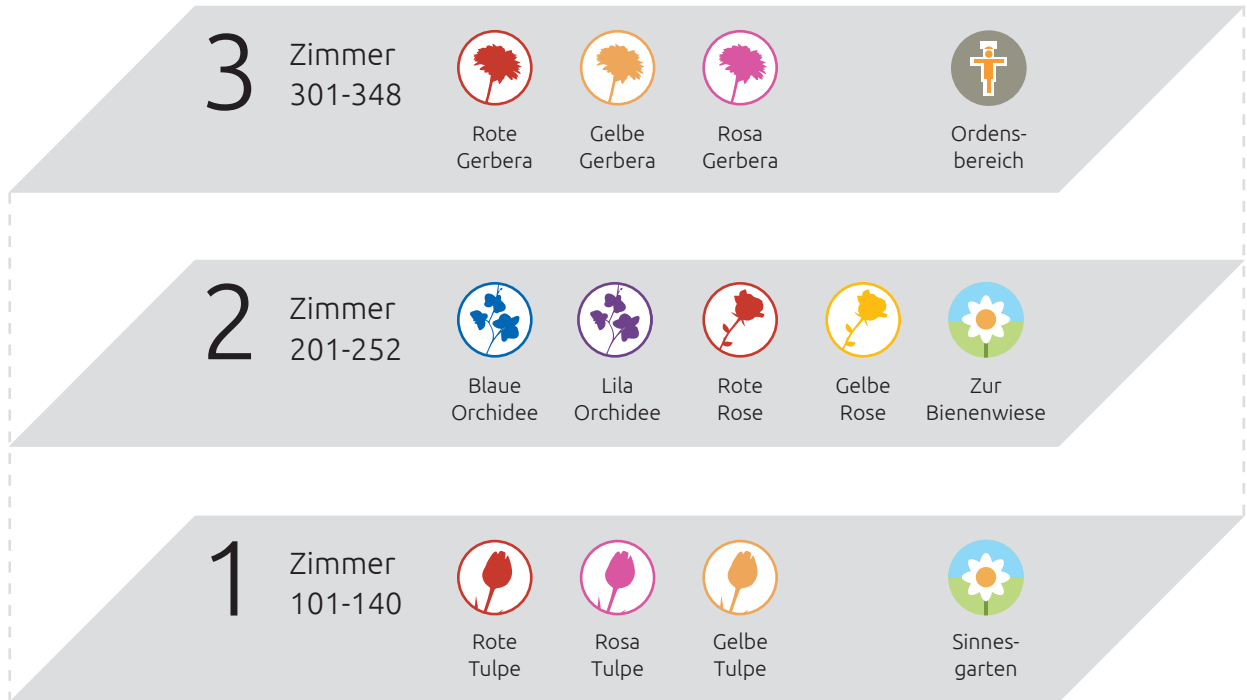 3
Zimmer
301-348
Rote
Gerbera
Gelbe
Gerbera
Rosa
Gerbera
Ordens-
bereich
2
Zimmer
201-252
Blaue
Orchidee
Lila
Orchidee
Rote
Rose
Gelbe
Rose
Zur
Bienenwiese
1
Zimmer
101-140
Rote
Tulpe
Rosa
Tulpe
Gelbe
Tulpe
Sinnes-
garten